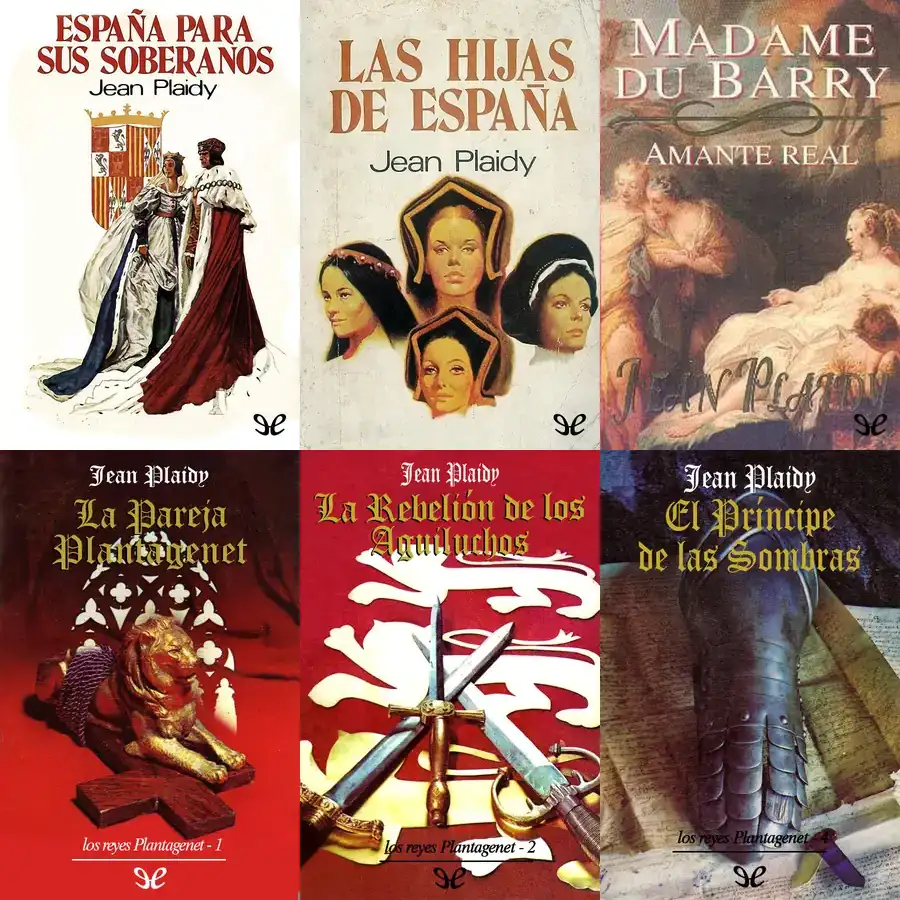 ESPAÑA PARA
SUS SOBERANOS
Jean Plaidy
LAS HIJAS
DE ESPAÑA
Jean Plaidy
MADAME
DU BARRY
AMANTE REAL
JEAN PLAIDY
Jean Plaidy
La Pareja
Plantagenet
los reyes Plantagenet - 1
Jean Plaidy
La Rebelión de los
Aguiluchos
los reyes Plantagenet - 2
Jean Plaidy
El Príncipe
de las Sombras
los reyes Plantagenet - 4